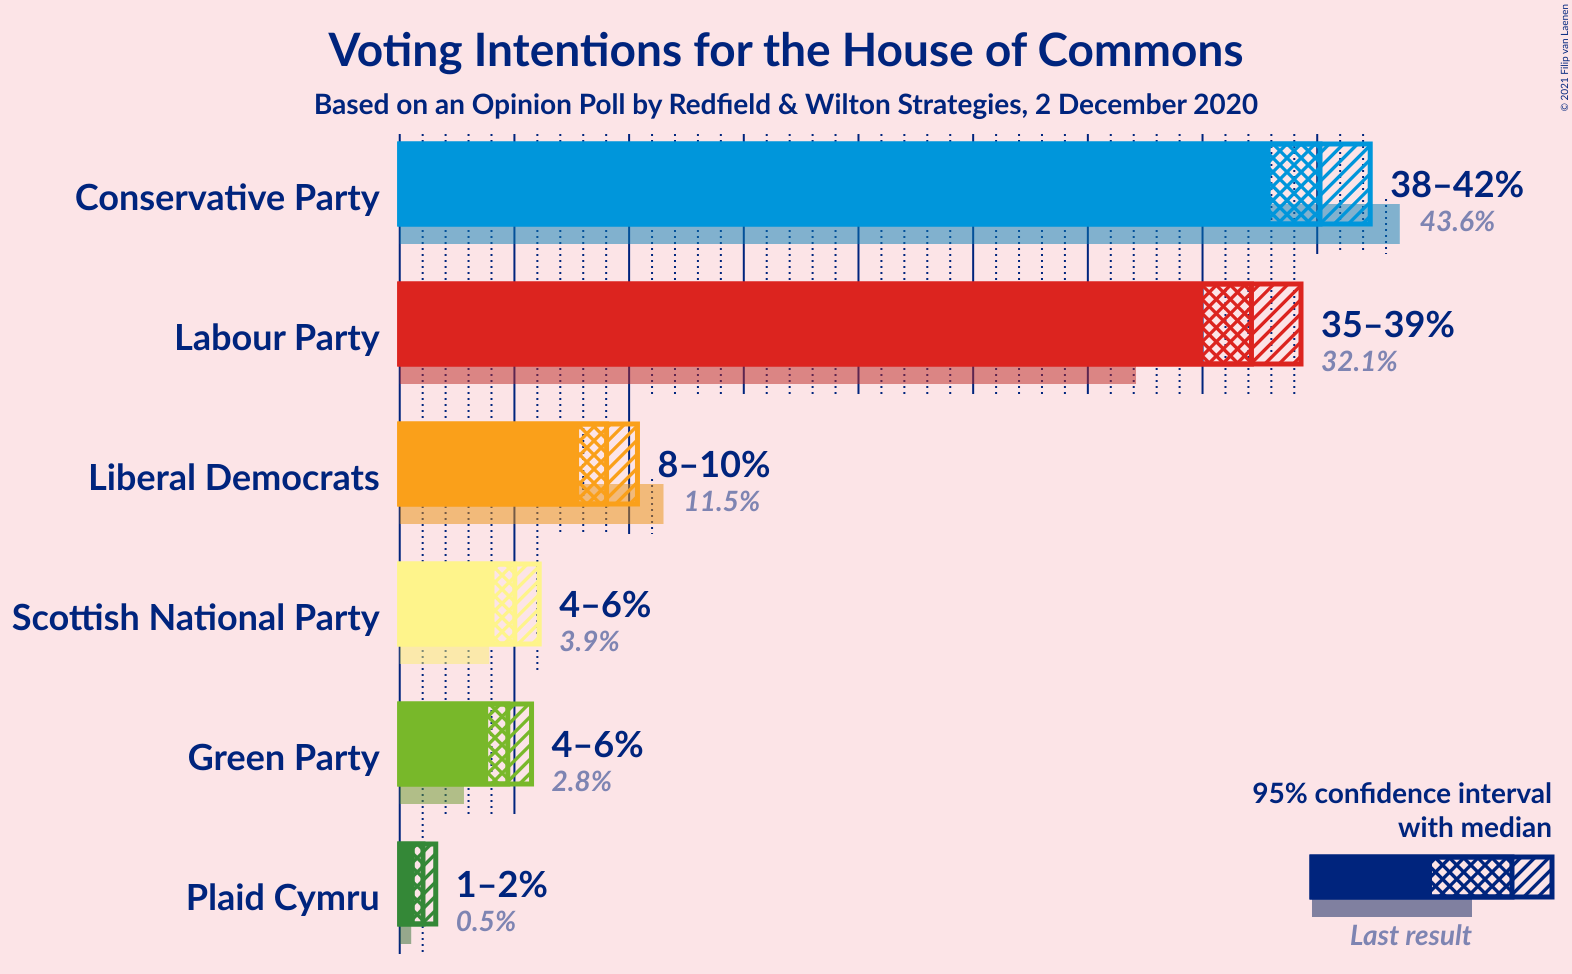 Voting Intentions for the House of Commons
Based on an Opinion Poll by Redfield & Wilton Strategies, 2 December 2020
© 2021 Filip van Laenen
Conservative Party
38–42%
43.6%
Labour Party
35–39%
32.1%
Liberal Democrats
8–10%
11.5%
Scottish National Party
4–6%
3.9%
Green Party
4–6%
2.8%
Plaid Cymru
1–2%
0.5%
95% confidence interval
with median
Last result